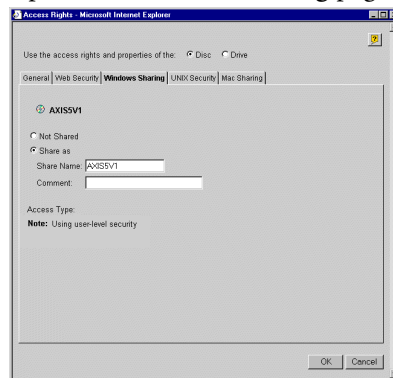 Access Rights - Microsoft Internet Explorer
Use the access rights and properties of the: Disc Drive
General Web Security Windows Sharing UNIX Security Mac Sharing
AXIS5V1
Not Shared
Share as
Share Name: AXIS5V1
Comment:
Access Type:
Note: Using user-level security
OK Cancel